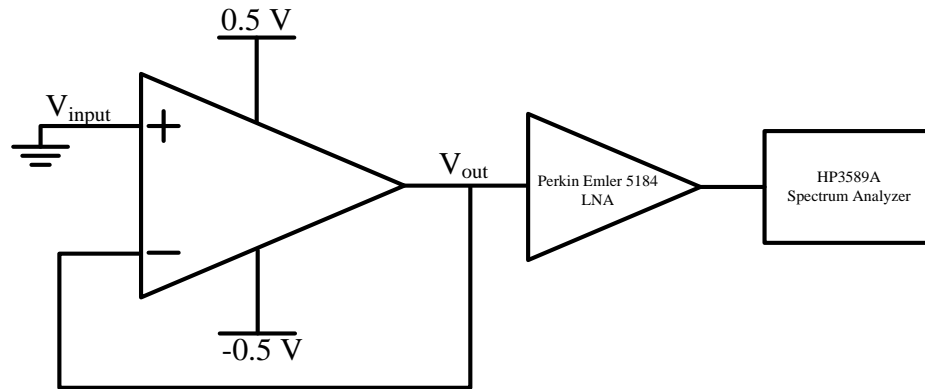 0.5 V
V_input
+
−
V_out
-0.5 V
Perkin Emler 5184
LNA
HP3589A
Spectrum Analyzer